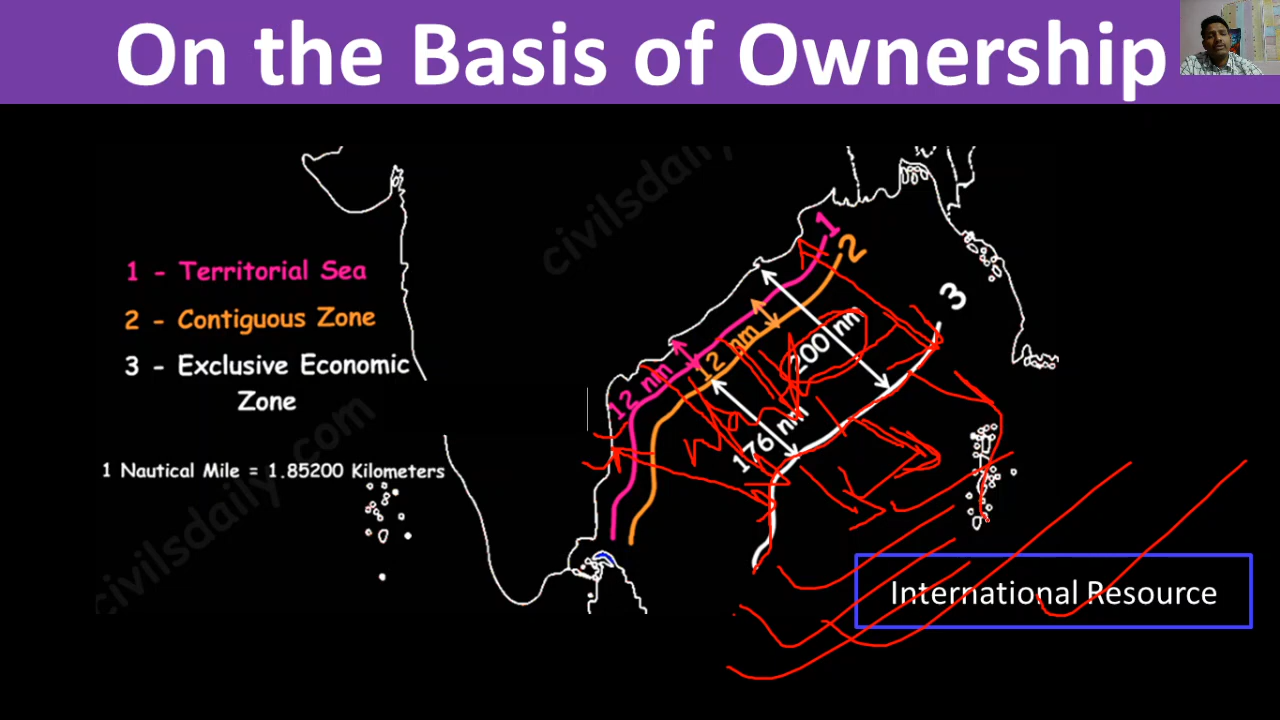 On the Basis of Ownership
civilsdaily
1
2
3
1 - Territorial Sea
2 - Contiguous Zone
3 - Exclusive Economic
Zone
12 nm
12 nm
200 nm
176 nm
1 Nautical Mile = 1.85200 Kilometers
civilsdaily.com
International Resource